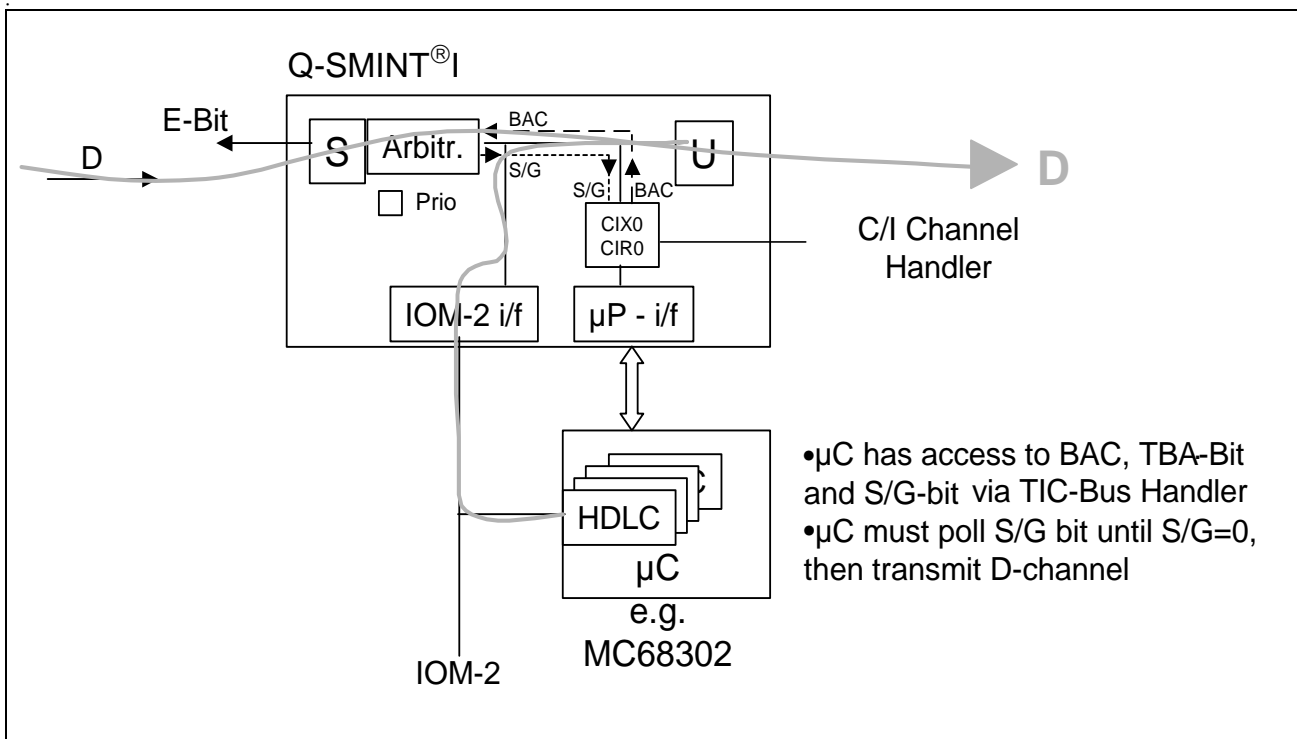 Q-SMINT®I
E-Bit
D
S
Arbitr.
BAC
U
D
S/G
Prio
S/G
BAC
CIX0
CIR0
C/I Channel
Handler
IOM-2 i/f
µP - i/f
C
HDLC
µC
e.g.
MC68302
IOM-2
•µC has access to BAC, TBA-Bit
and S/G-bit via TIC-Bus Handler
•µC must poll S/G bit until S/G=0,
then transmit D-channel